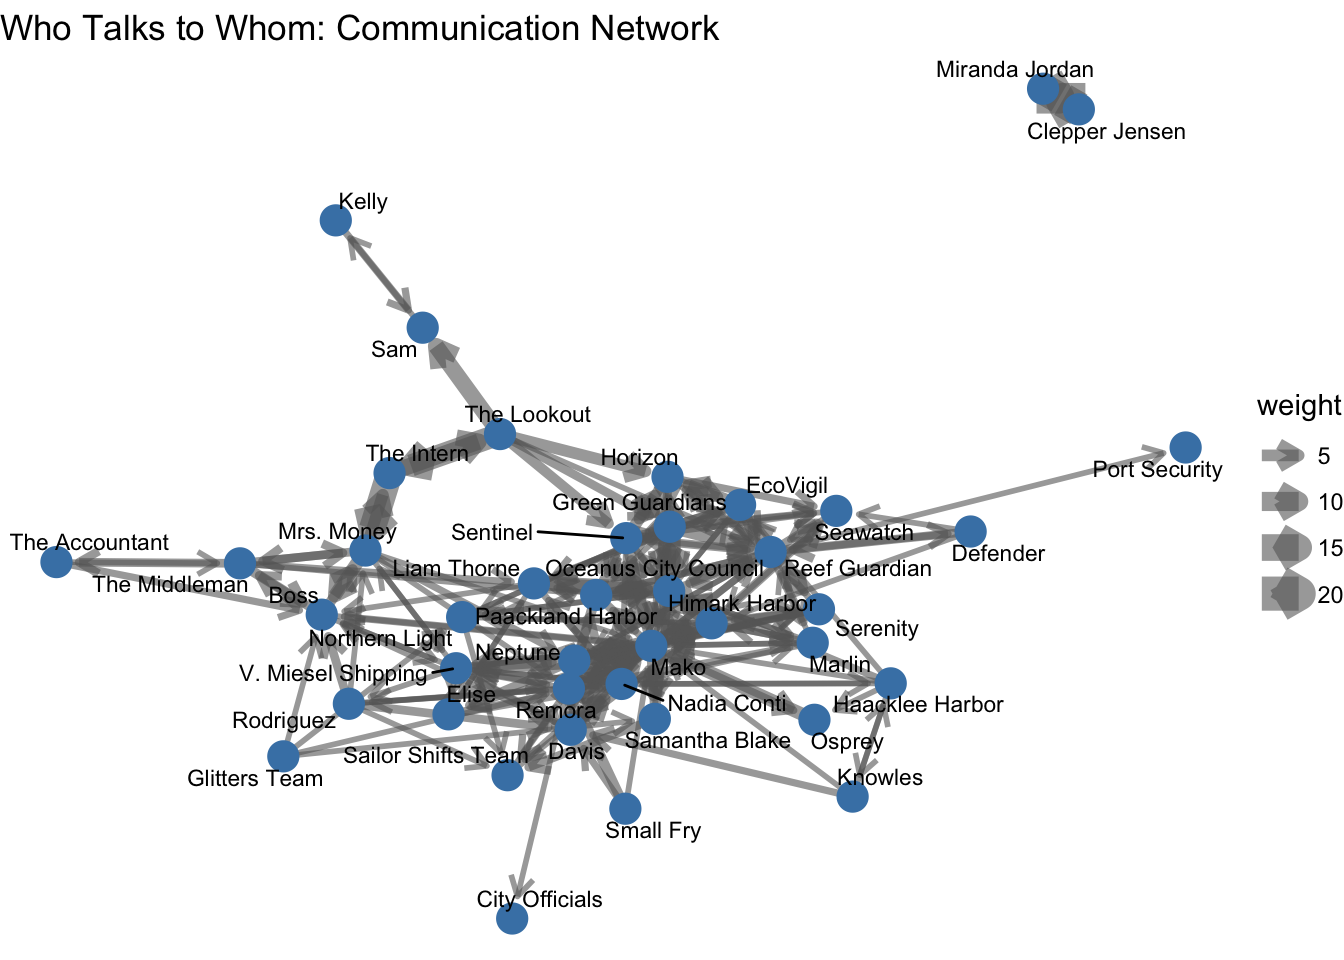 Who Talks to Whom: Communication Network
Miranda Jordan
Clepper Jensen
Kelly
Sam
The Lookout
weight
The Intern
Horizon
5
Port Security
EcoVigil
10
Green Guardians
Mrs. Money
Sentinel
Seawatch
The Accountant
15
Defender
Liam Thorne
Oceanus City Council
Reef Guardian
The Middleman
Boss
20
Himark Harbor
Paackland Harbor
Serenity
Northern Light
Neptune
Marlin
Mako
V. Miesel Shipping
Elise
Nadia Conti
Haacklee Harbor
Remora
Rodriguez
Samantha Blake
Osprey
Sailor Shifts Team
Davis
Glitters Team
Knowles
Small Fry
City Officials